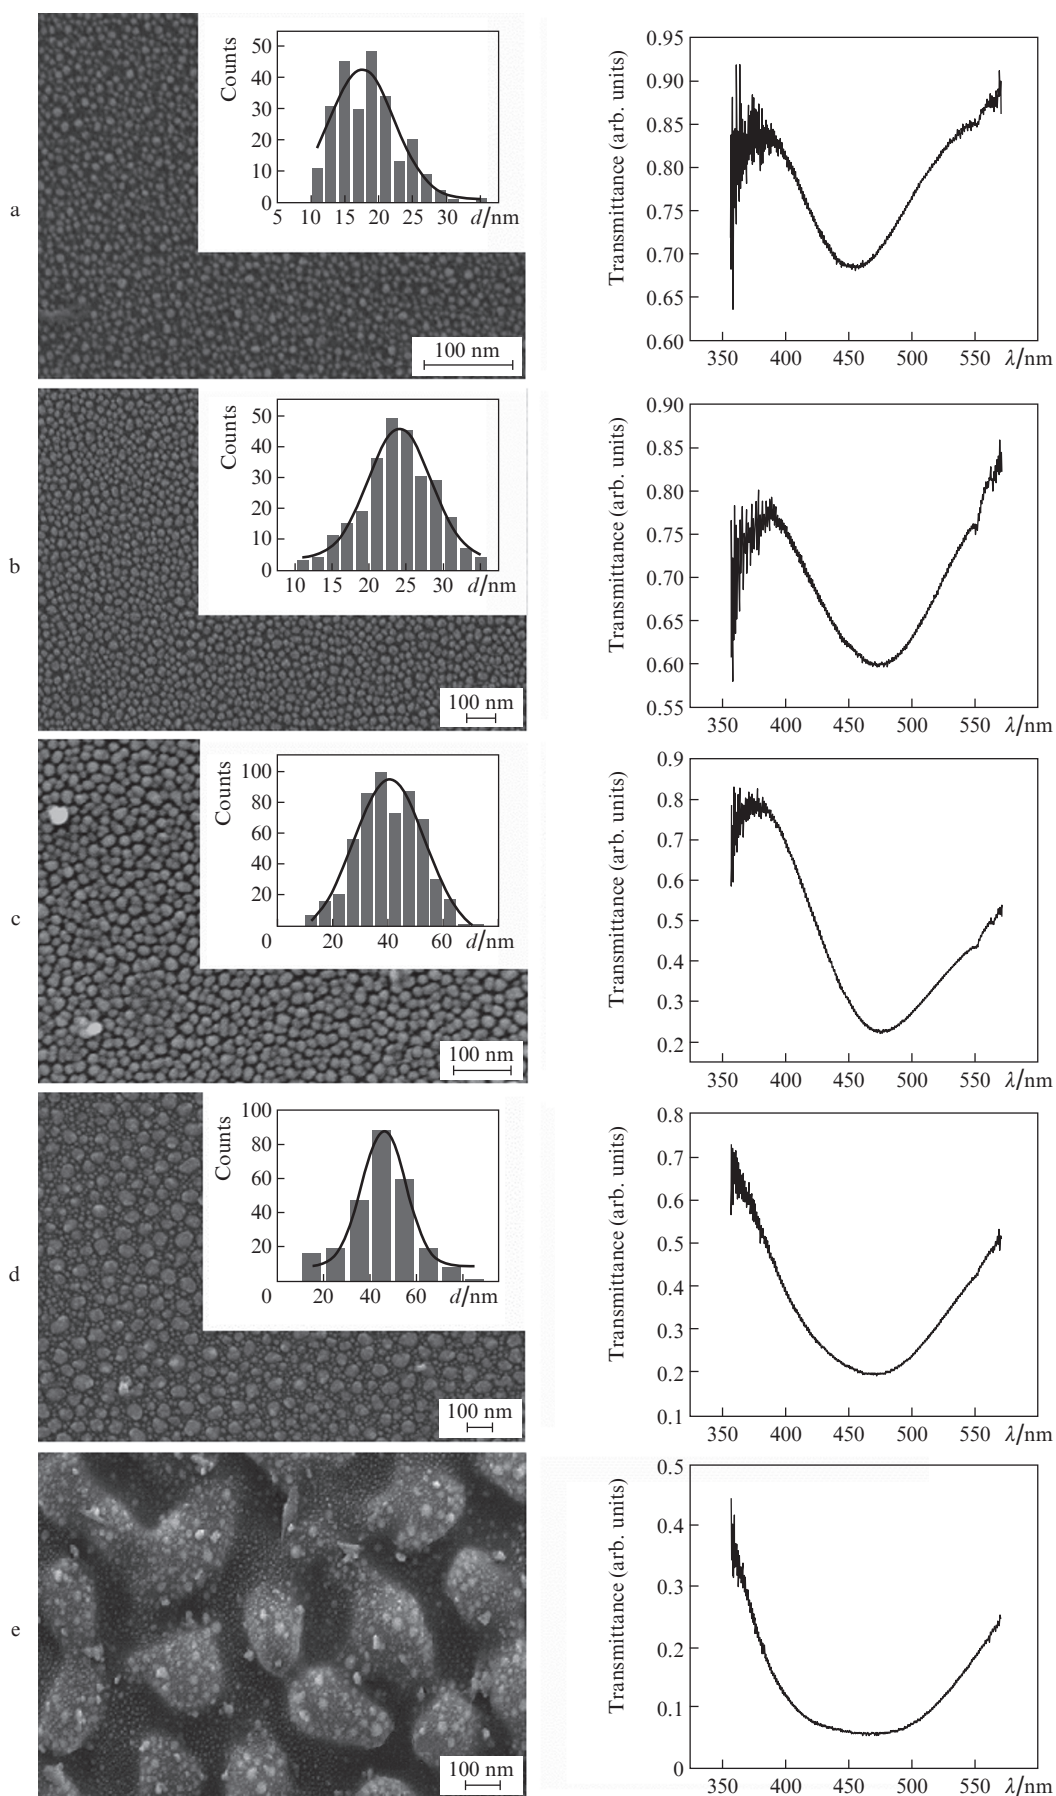 a
Counts
50
40
30
20
10
0
5 10 15 20 25 30 d/nm
100 nm
Transmittance (arb. units)
0.95
0.90
0.85
0.80
0.75
0.70
0.65
0.60
350 400 450 500 550 λ/nm
b
Counts
50
40
30
20
10
0
10 15 20 25 30 d/nm
100 nm
Transmittance (arb. units)
0.90
0.85
0.80
0.75
0.70
0.65
0.60
0.55
350 400 450 500 550 λ/nm
c
Counts
100
80
60
40
20
0 20 40 60 d/nm
100 nm
Transmittance (arb. units)
0.9
0.8
0.7
0.6
0.5
0.4
0.3
0.2
350 400 450 500 550 λ/nm
d
Counts
100
80
60
40
20
0 20 40 60 d/nm
100 nm
Transmittance (arb. units)
0.8
0.7
0.6
0.5
0.4
0.3
0.2
0.1
350 400 450 500 550 λ/nm
e
100 nm
Transmittance (arb. units)
0.5
0.4
0.3
0.2
0.1
0
350 400 450 500 550 λ/nm